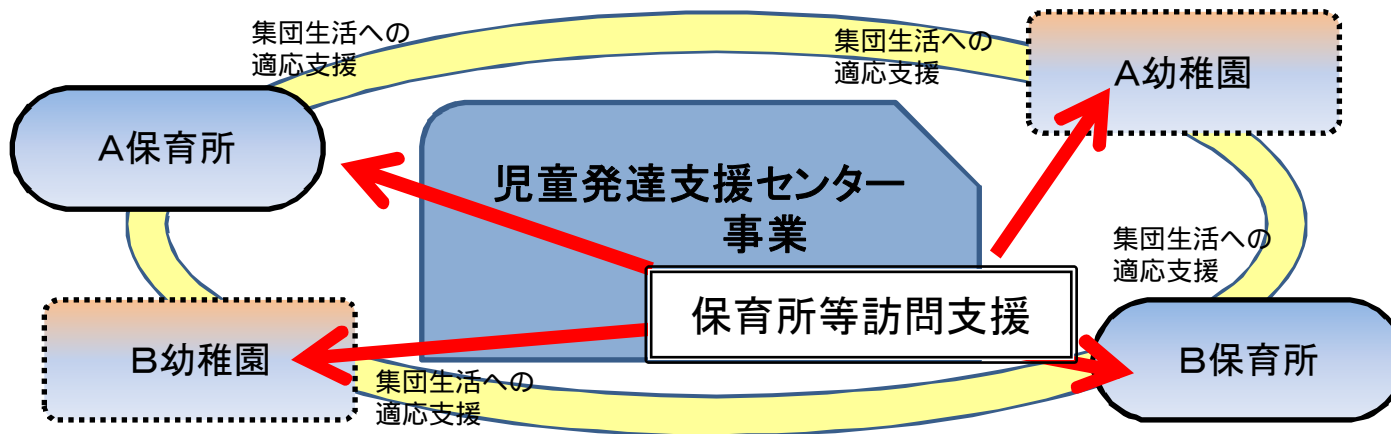 集団生活への
適応支援
集団生活への
適応支援
A幼稚園
A保育所
児童発達支援センター
事業
集団生活への
適応支援
保育所等訪問支援
B幼稚園
B保育所
集団生活への
適応支援